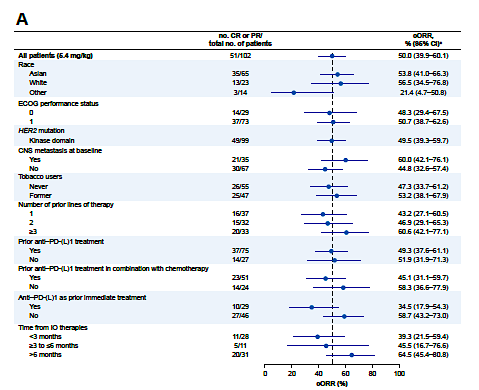 A
no. CR or PR/ oORR,
total no. of patients % (95% CI)ᵃ
All patients (5.4 mg/kg) 51/102 50.0 (39.9–60.1)
Race
Asian 35/65 53.8 (41.0–66.3)
White 13/23 56.5 (34.5–76.8)
Other 3/14 21.4 (4.7–50.8)
ECOG performance status
0 14/29 48.3 (29.4–67.5)
1 37/73 50.7 (38.7–62.6)
HER2 mutation
Kinase domain 49/99 49.5 (39.3–59.7)
CNS metastasis at baseline
Yes 21/35 60.0 (42.1–76.1)
No 30/67 44.8 (32.6–57.4)
Tobacco users
Never 26/55 47.3 (33.7–61.2)
Former 25/47 53.2 (38.1–67.9)
Number of prior lines of therapy
1 16/37 43.2 (27.1–60.5)
2 15/32 46.9 (29.1–65.3)
≥3 20/33 60.6 (42.1–77.1)
Prior anti–PD-(L)1 treatment
Yes 37/75 49.3 (37.6–61.1)
No 14/27 51.9 (31.9–71.3)
Prior anti–PD-(L)1 treatment in combination with chemotherapy
Yes 23/51 45.1 (31.1–59.7)
No 14/24 58.3 (36.6–77.9)
Anti–PD-(L)1 as prior immediate treatment
Yes 10/29 34.5 (17.9–54.3)
No 27/46 58.7 (43.2–73.0)
Time from IO therapies
<3 months 11/28 39.3 (21.5–59.4)
≥3 to ≤6 months 5/11 45.5 (16.7–76.6)
>6 months 20/31 64.5 (45.4–80.8)
0 10 20 30 40 50 60 70 80 90 100
oORR (%)